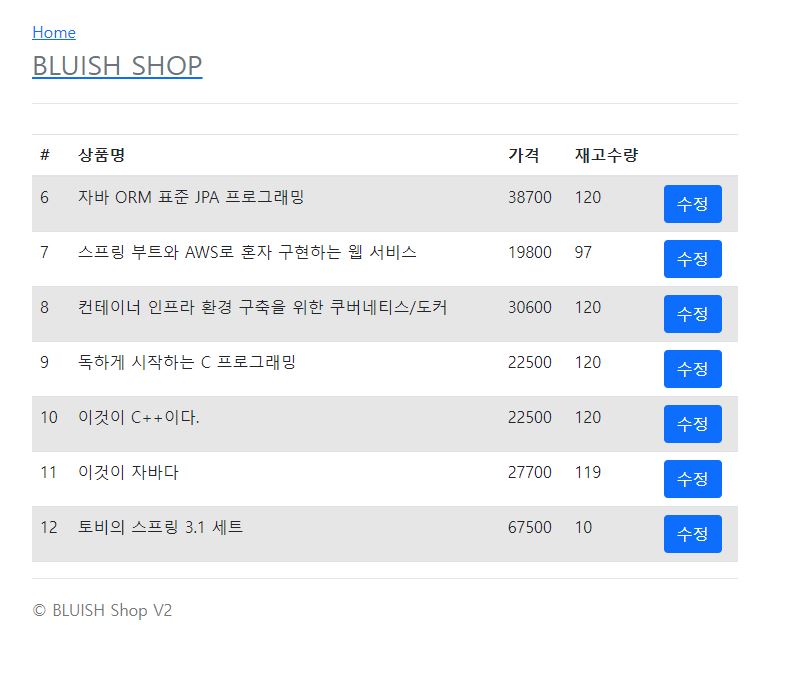 Home
BLUISH SHOP
# 상품명 가격 재고수량
6 자바 ORM 표준 JPA 프로그래밍 38700 120 수정
7 스프링 부트와 AWS로 혼자 구현하는 웹 서비스 19800 97 수정
8 컨테이너 인프라 환경 구축을 위한 쿠버네티스/도커 30600 120 수정
9 독하게 시작하는 C 프로그래밍 22500 120 수정
10 이것이 C++이다. 22500 120 수정
11 이것이 자바다 27700 119 수정
12 토비의 스프링 3.1 세트 67500 10 수정
© BLUISH Shop V2